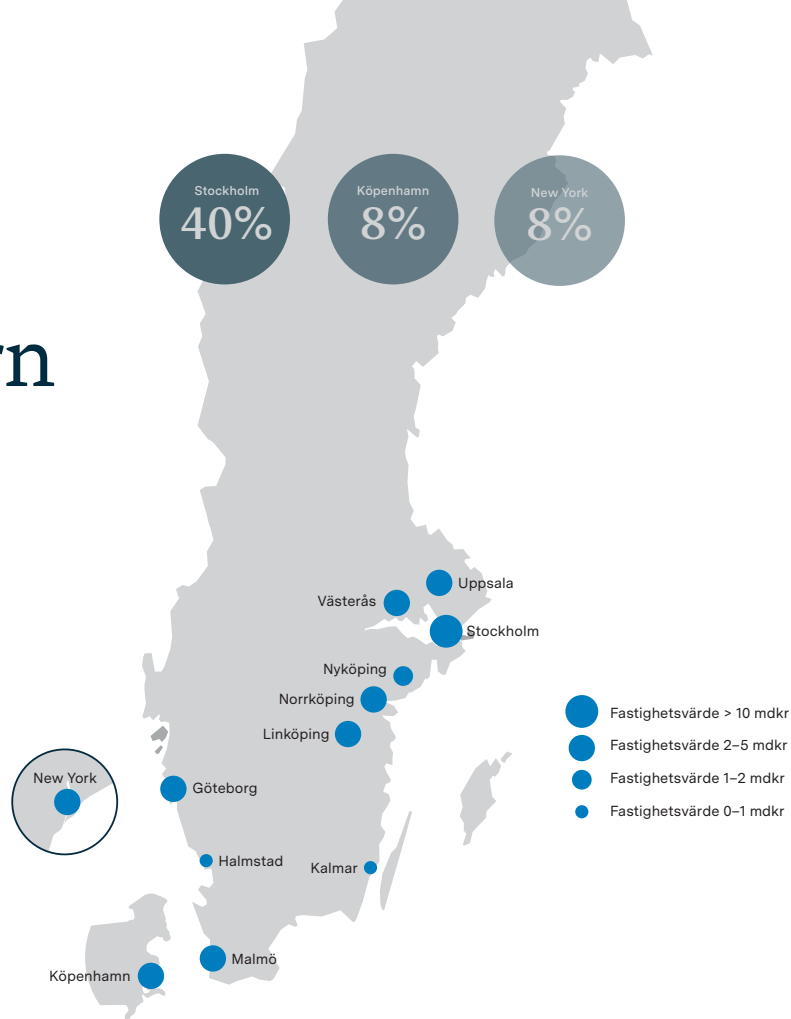 Stockholm
40%
Köpenhamn
8%
New York
8%
rn
Uppsala
Västerås
Stockholm
Nyköping
Norrköping
Linköping
Fastighetsvärde > 10 mdkr
Fastighetsvärde 2–5 mdkr
Fastighetsvärde 1–2 mdkr
Fastighetsvärde 0–1 mdkr
New York
Göteborg
Halmstad
Kalmar
Malmö
Köpenhamn